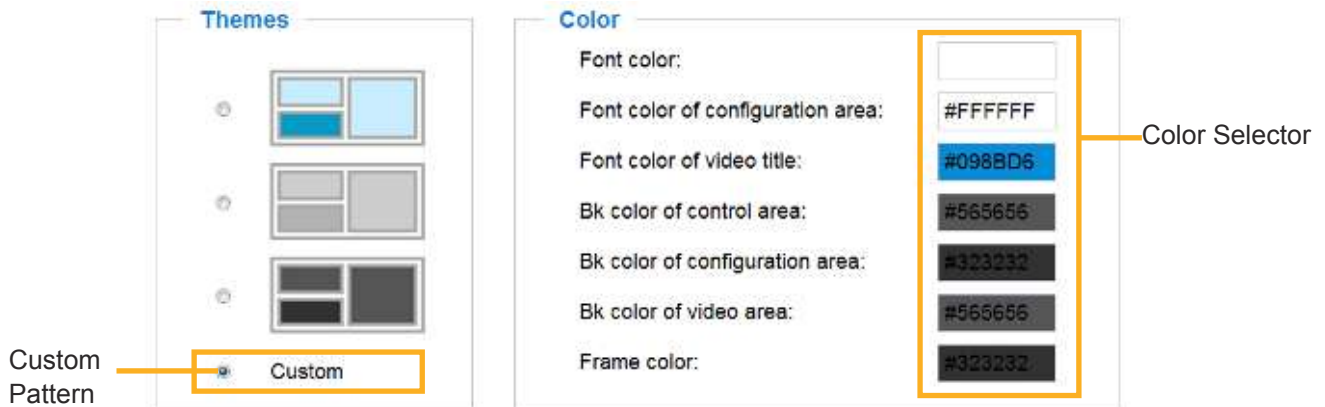 Themes
Custom
Custom
Pattern
Color
Font color:
Font color of configuration area: #FFFFFF
Font color of video title: #098BD6
Bk color of control area: #565656
Bk color of configuration area: #323232
Bk color of video area: #565656
Frame color: #323232
Color Selector